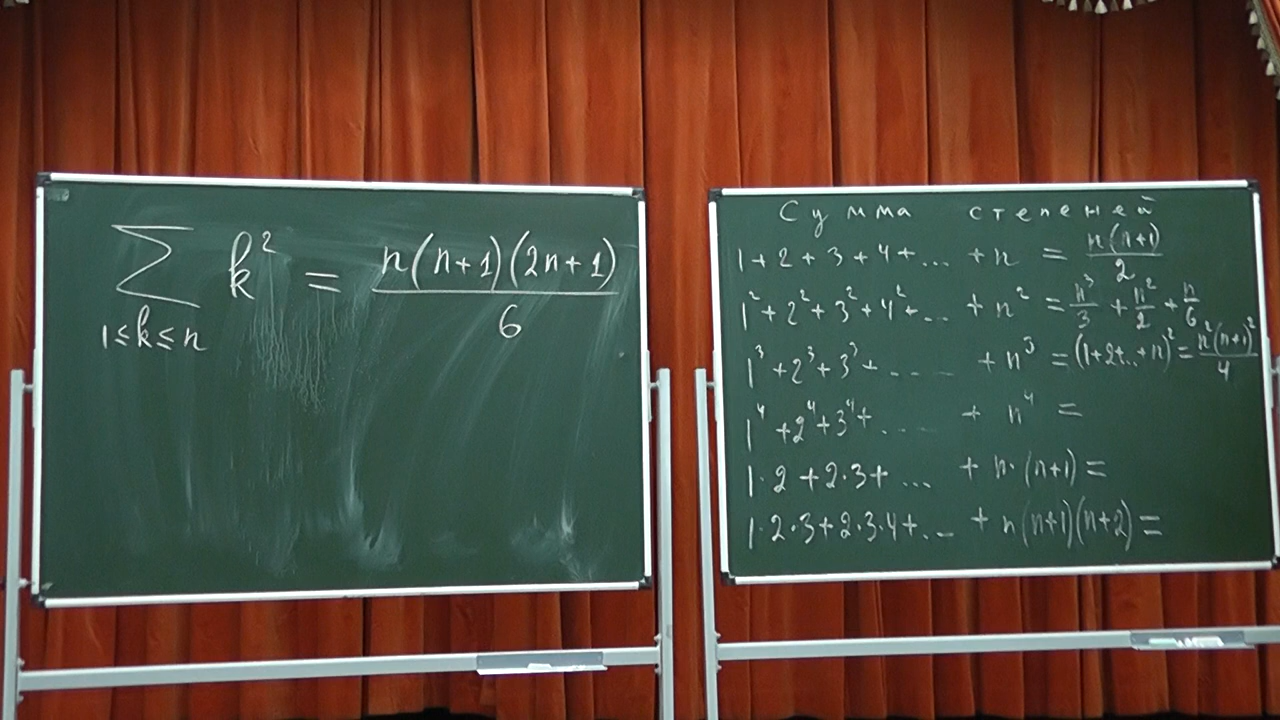 ∑ k² = n(n+1)(2n+1) / 6
1≤k≤n
Сумма степеней
1+2+3+4+... +n = n(n+1) / 2
1²+2²+3²+4²+... +n² = n³/3 + n²/2 + n/6
1³+2³+3³+.... +n³ = (1+2+..+n)² = n²(n+1)² / 4
1⁴+2⁴+3⁴+.... +n⁴ =
1·2+2·3+... +n·(n+1)=
1·2·3+2·3·4+... +n(n+1)(n+2)=